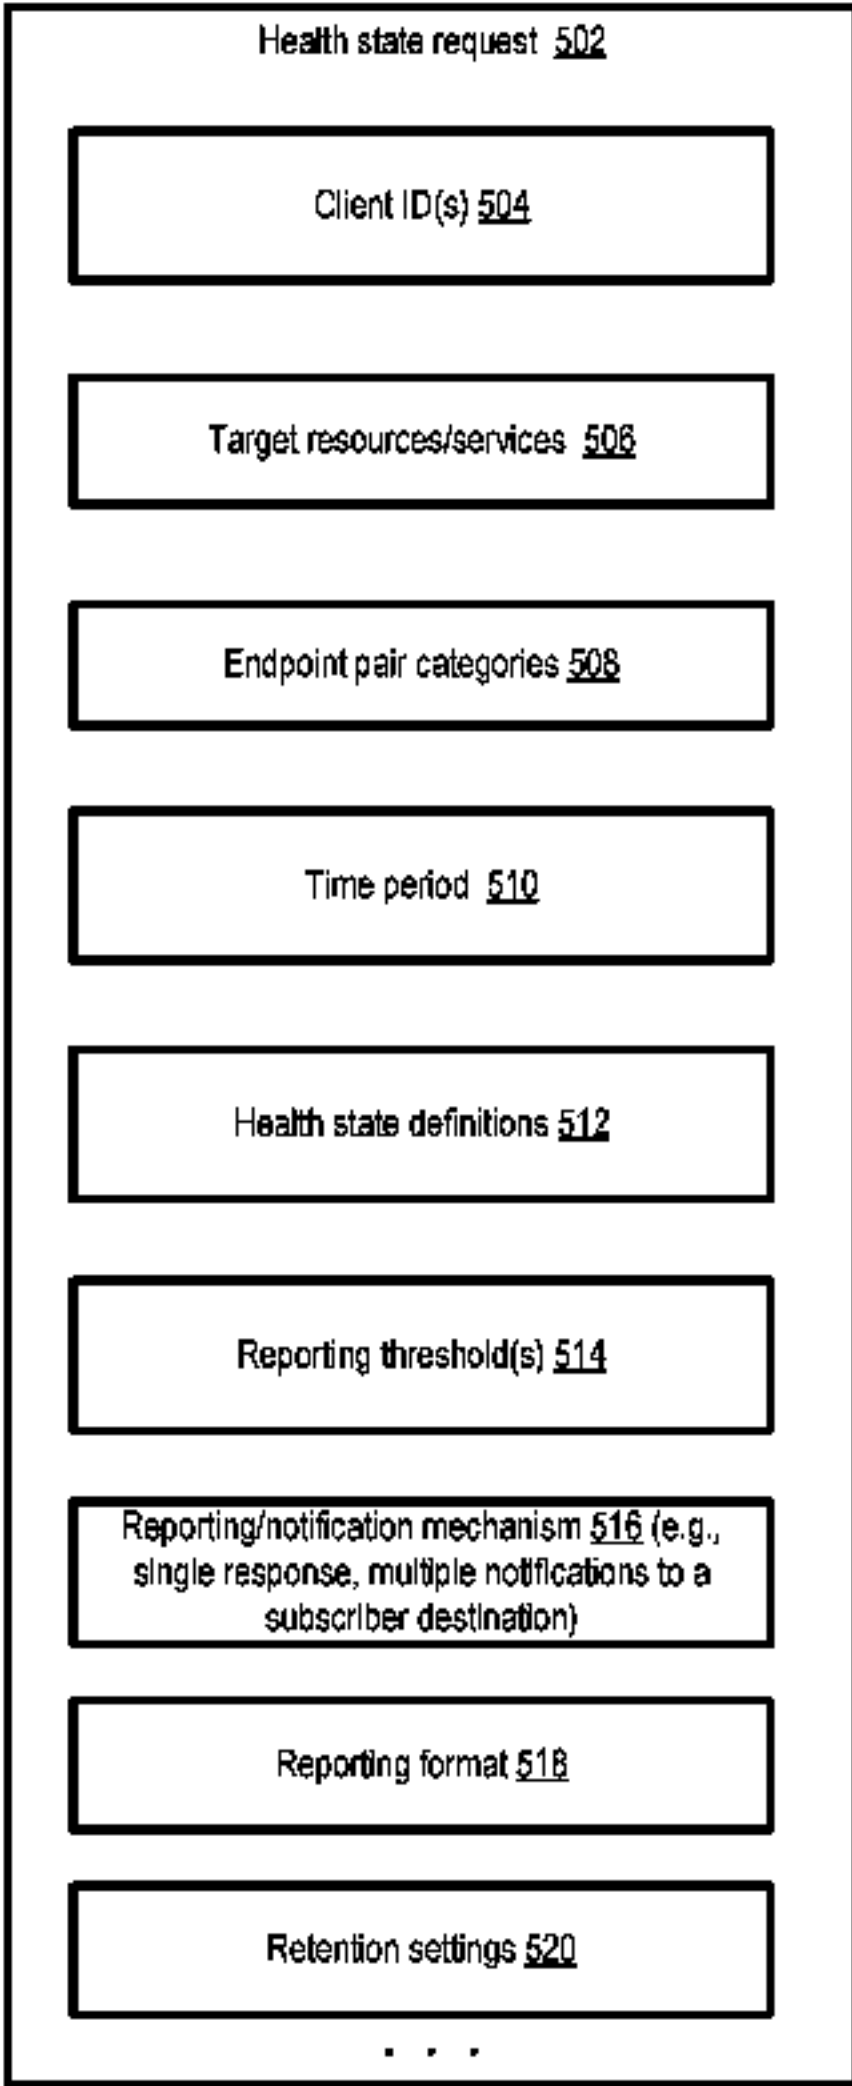 Health state request 502
Client ID(s) 504
Target resources/services 506
Endpoint pair categories 508
Time period 510
Health state definitions 512
Reporting threshold(s) 514
Reporting/notification mechanism 516 (e.g.,
single response, multiple notifications to a
subscriber destination)
Reporting format 518
Retention settings 520
. . .